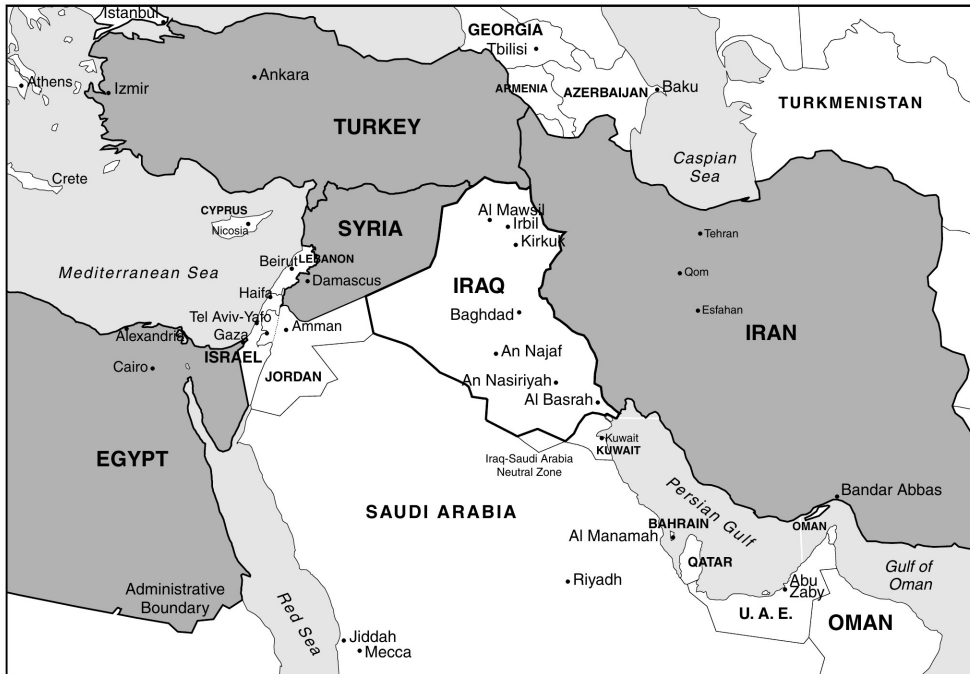 Istanbul
GEORGIA
Tbilisi
Athens
Izmir
Ankara
ARMENIA
AZERBAIJAN
Baku
TURKMENISTAN
TURKEY
Caspian
Sea
Crete
CYPRUS
Nicosia
SYRIA
Al Mawsil
Irbil
Kirkuk
Tehran
Mediterranean Sea
Beirut
LEBANON
Damascus
Qom
Haifa
IRAQ
Baghdad
Esfahan
Tel Aviv-Yafo
Gaza
Amman
IRAN
Alexandria
ISRAEL
Cairo
JORDAN
An Najaf
An Nasiriyah
Al Basrah
EGYPT
Iraq-Saudi Arabia
Neutral Zone
Kuwait
KUWAIT
SAUDI ARABIA
Persian Gulf
Bandar Abbas
BAHRAIN
Al Manamah
OMAN
QATAR
Gulf of
Oman
Administrative
Boundary
Red Sea
Riyadh
Abu
Zaby
U. A. E.
OMAN
Jiddah
Mecca